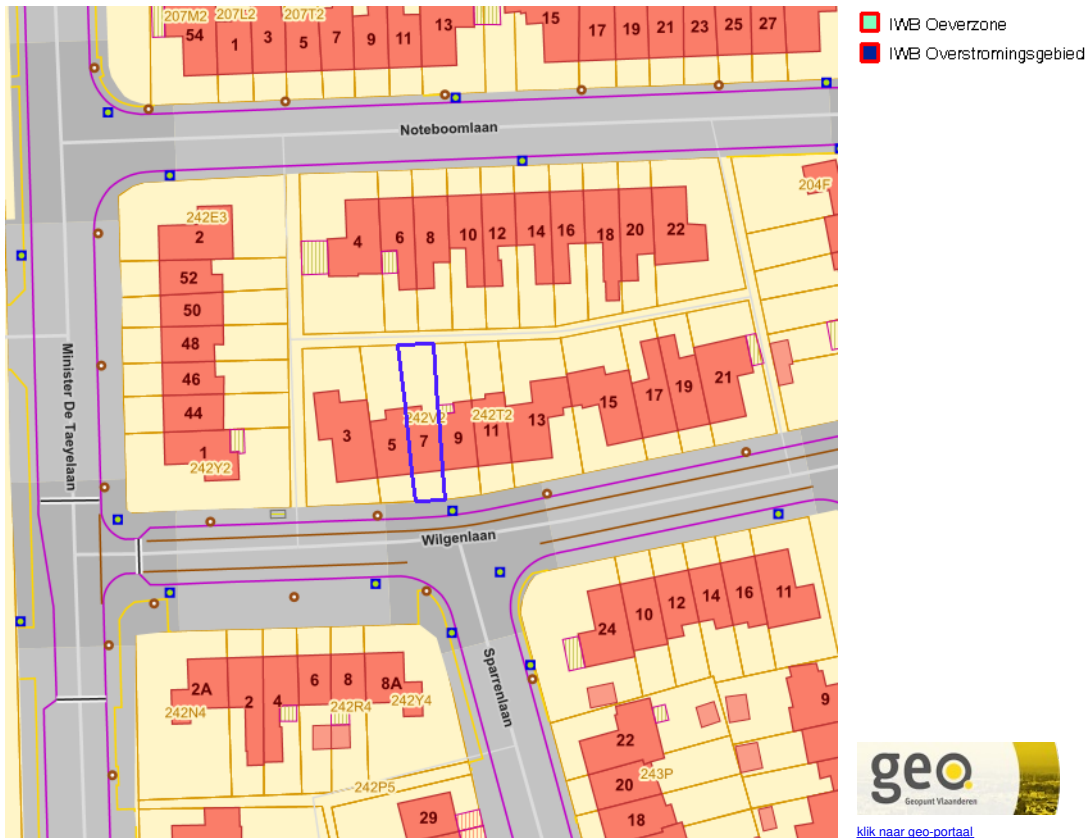 207M2 207L2 207T2
54 1 3 5 7 9 11 13 15 17 19 21 23 25 27
Noteboomlaan
204F
242E3
2
52
50
48
46
44
1
242Y2
4 6 8 10 12 14 16 18 20 22
Minister De Taeyelaan
242V2 242T2
3 5 7 9 11 13 15 17 19 21
Wilgenlaan
Sparrenlaan
24 10 12 14 16 11
2A 2 4 6 8 8A
242N4 242R4 242Y4
242P5
29
22
20
18
243P
9
IWB Oeverzone
IWB Overstromingsgebied
geo.
Geopunt Vlaanderen
klik naar geo-portaal